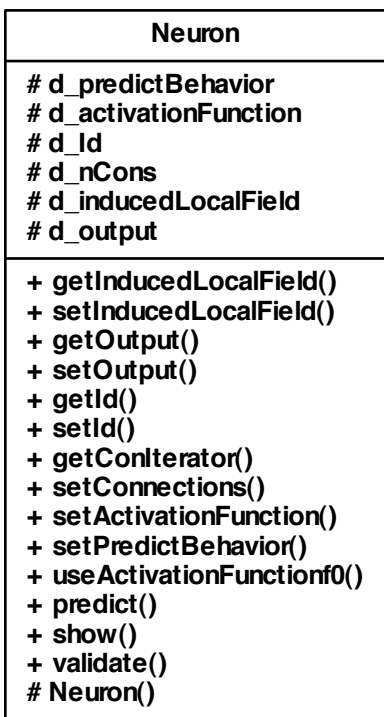 Neuron
# d_predictBehavior
# d_activationFunction
# d_Id
# d_nCons
# d_inducedLocalField
# d_output
+ getInducedLocalField()
+ setInducedLocalField()
+ getOutput()
+ setOutput()
+ getId()
+ setId()
+ getConIterator()
+ setConnections()
+ setActivationFunction()
+ setPredictBehavior()
+ useActivationFunctionf0()
+ predict()
+ show()
+ validate()
# Neuron()